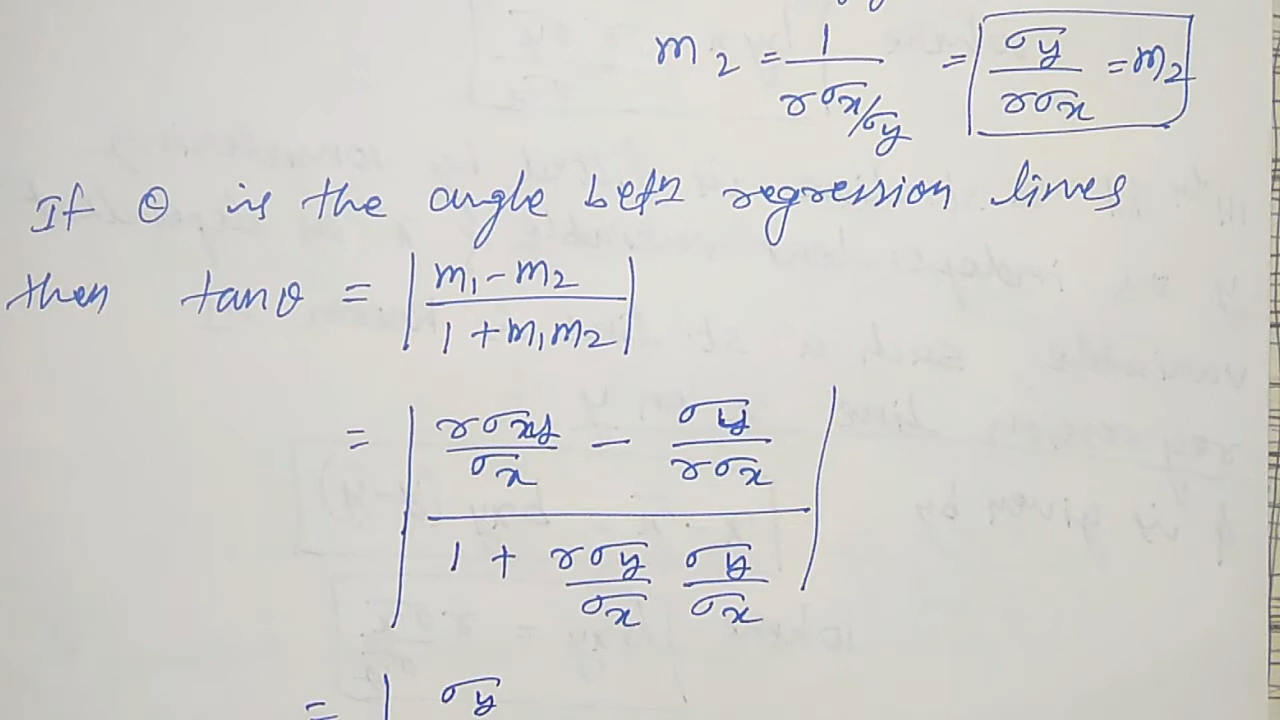 m2 = 1 / (rσx/σy) = σy / (rσx) = m2
If θ is the angle betn regression lines
then tanθ = | (m1 - m2) / (1 + m1m2) |
= | (rσxy/σx - σy/(rσx)) / (1 + (rσy/σx) (σy/σx)) |
= | σy